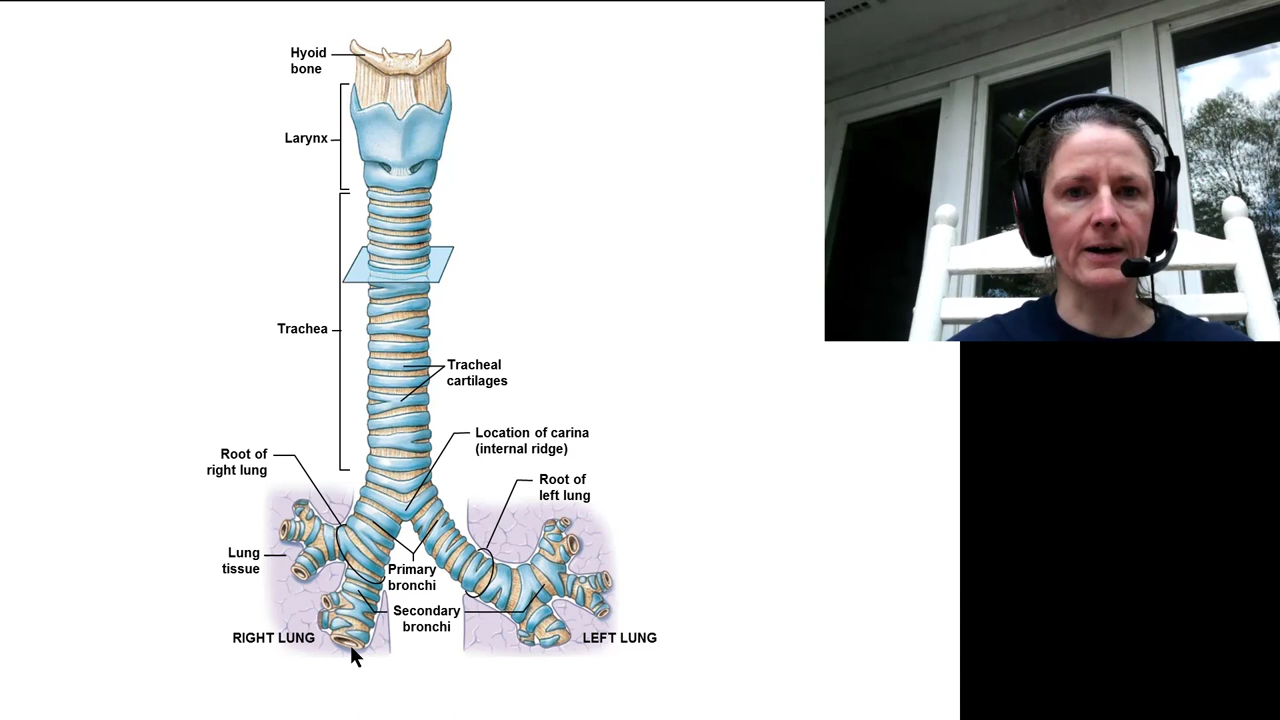 Hyoid
bone
Larynx
Trachea
Tracheal
cartilages
Location of carina
(internal ridge)
Root of
right lung
Root of
left lung
Lung
tissue
Primary
bronchi
Secondary
bronchi
RIGHT LUNG
LEFT LUNG